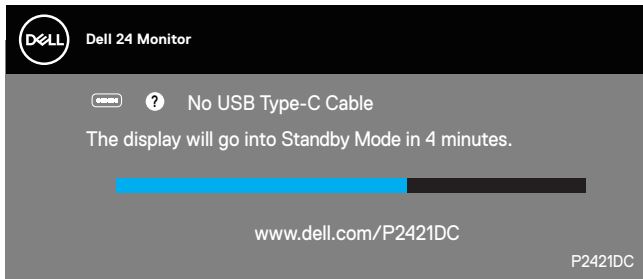 DELL
Dell 24 Monitor
? No USB Type-C Cable
The display will go into Standby Mode in 4 minutes.
www.dell.com/P2421DC
P2421DC